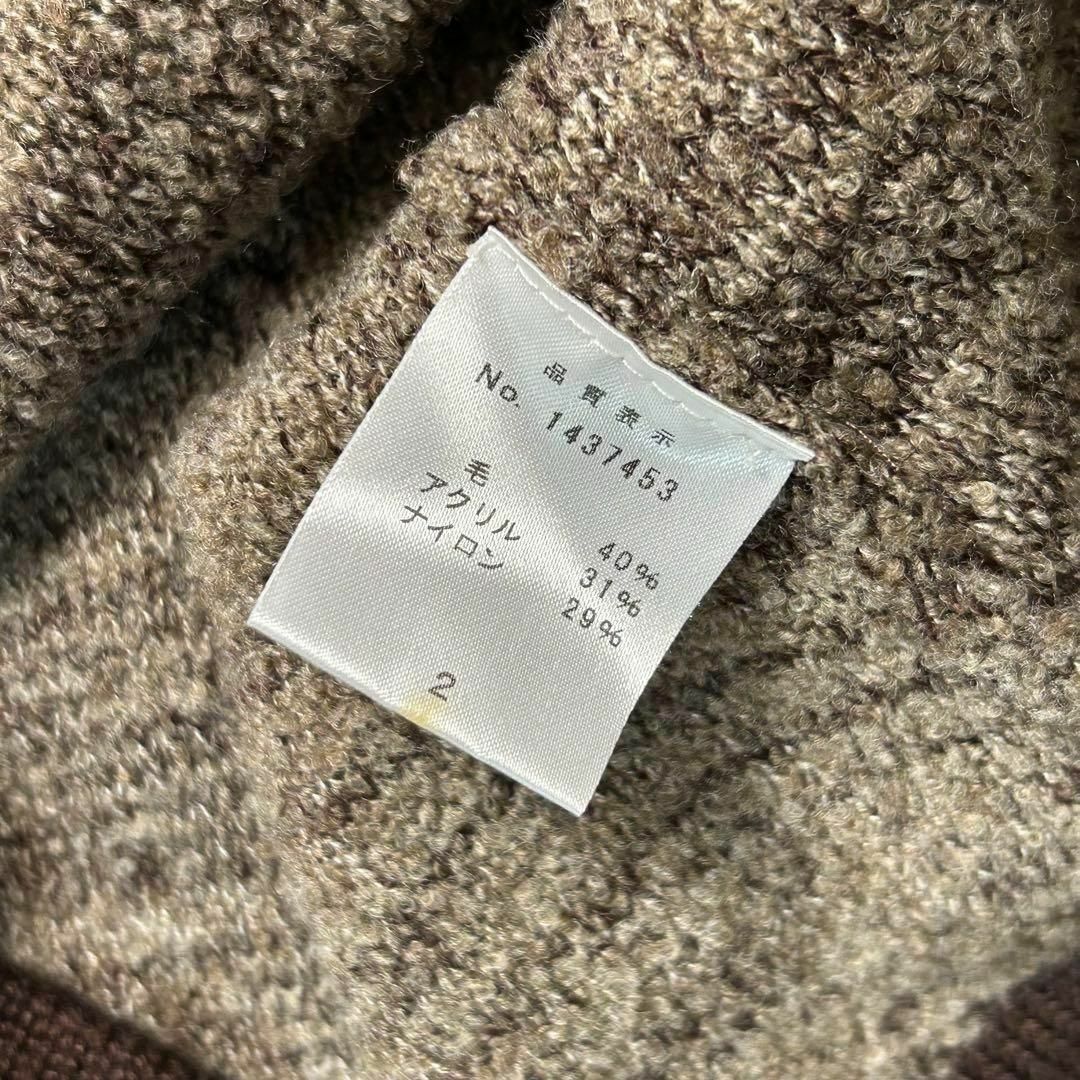 品質表示
No. 1437453
毛 40%
アクリル 31%
ナイロン 29%
2